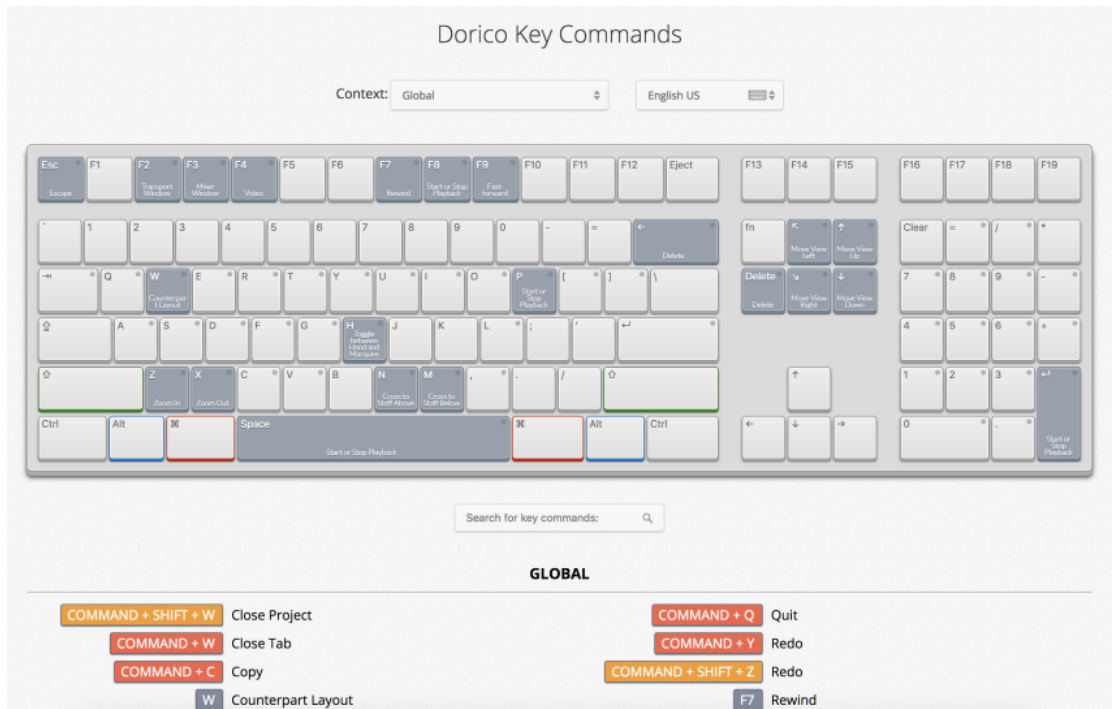 Dorico Key Commands
Context: Global English US
Esc Escape F1 F2 Transport Window F3 Mixer Window F4 Video F5 F6 F7 Rewind F8 Start or Stop Playback F9 Fast-forward F10 F11 F12 Eject F13 F14 F15 F16 F17 F18 F19
` 1 2 3 4 5 6 7 8 9 0 - = ← Delete fn ↖ Move View Left ↑ Move View Up Clear = / *
⇥ Q W Counterpart Layout E R T Y U I O P Start or Stop Playback [ ] \ Delete Delete ↘ Move View Right ↓ Move View Down 7 8 9 -
⇪ A S D F G H Toggle between Hand and Marquee J K L ; ' ↵ 4 5 6 +
⇧ Z Zoom In X Zoom Out C V B N Cross to Staff Above M Cross to Staff Below , . / ⇧ ↑ 1 2 3 ↵ Start or Stop Playback
Ctrl Alt ⌘ Space Start or Stop Playback ⌘ Alt Ctrl ← ↓ → 0 .
Search for key commands:
GLOBAL
COMMAND + SHIFT + W Close Project
COMMAND + W Close Tab
COMMAND + C Copy
W Counterpart Layout
COMMAND + Q Quit
COMMAND + Y Redo
COMMAND + SHIFT + Z Redo
F7 Rewind